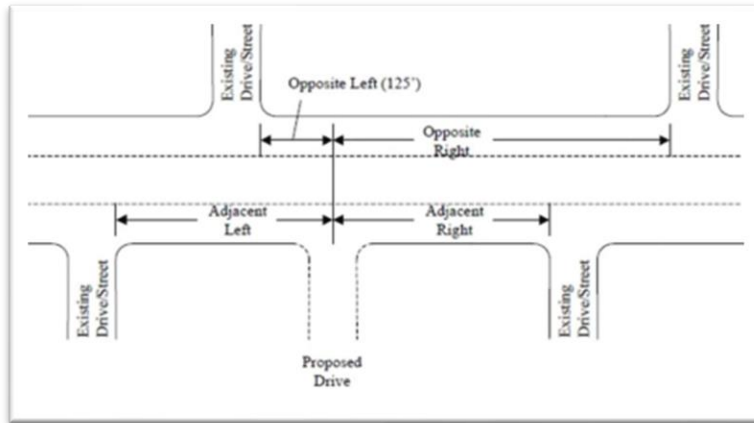 Existing
Drive/Street
Existing
Drive/Street
Opposite Left (125')
Opposite
Right
Adjacent
Left
Adjacent
Right
Existing
Drive/Street
Existing
Drive/Street
Proposed
Drive